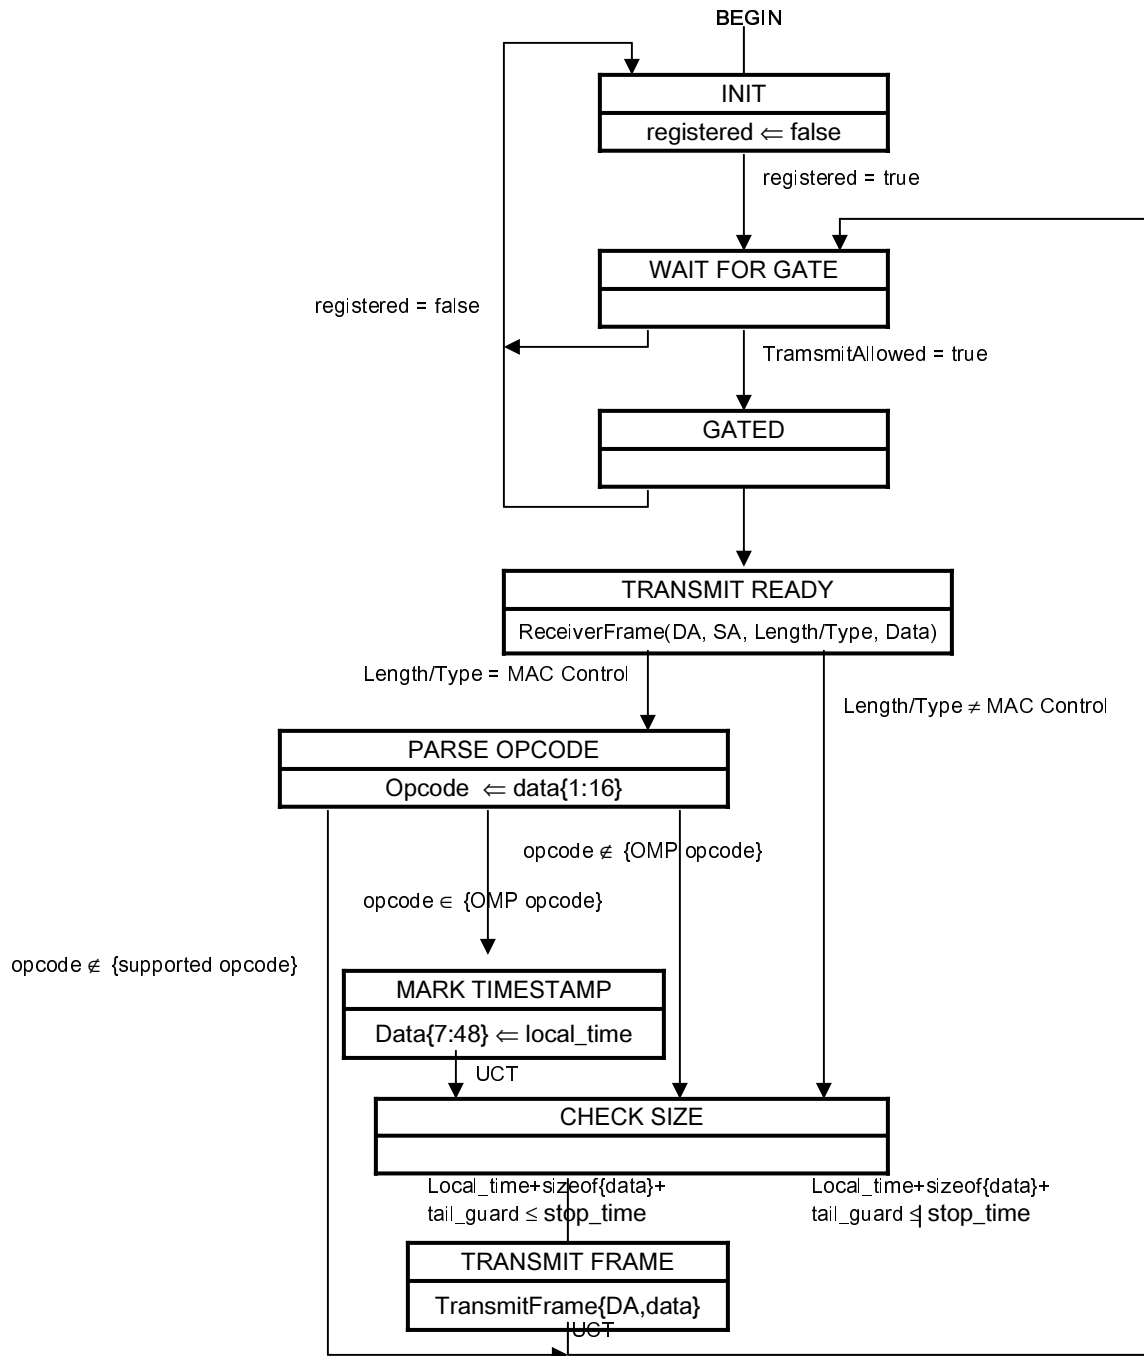 BEGIN
INIT
registered ⇐ false
registered = true
WAIT FOR GATE
registered = false
TramsmitAllowed = true
GATED
TRANSMIT READY
ReceiverFrame(DA, SA, Length/Type, Data)
Length/Type = MAC Control
Length/Type ≠ MAC Control
PARSE OPCODE
Opcode ⇐ data{1:16}
opcode ∉ {OMP opcode}
opcode ∈ {OMP opcode}
opcode ∉ {supported opcode}
MARK TIMESTAMP
Data{7:48} ⇐ local_time
UCT
CHECK SIZE
Local_time+sizeof{data}+
tail_guard ≤ stop_time
Local_time+sizeof{data}+
tail_guard ≤ stop_time
TRANSMIT FRAME
TransmitFrame{DA,data}
UCT